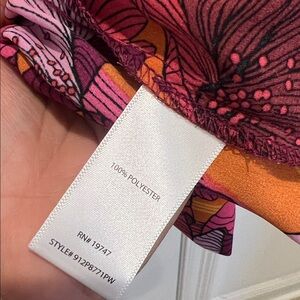 100% POLYESTER
RN# 19747
STYLE# 912P8771PW